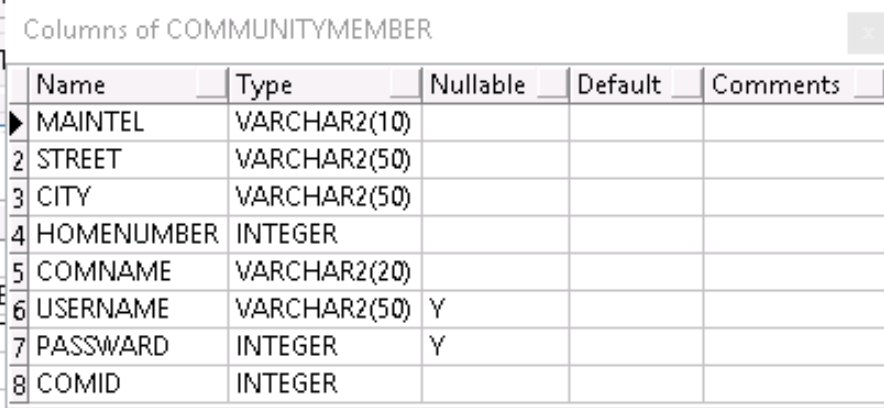 Columns of COMMUNITYMEMBER
x
Name Type Nullable Default Comments
MAINTEL VARCHAR2(10)
2 STREET VARCHAR2(50)
3 CITY VARCHAR2(50)
4 HOMENUMBER INTEGER
5 COMNAME VARCHAR2(20)
6 USERNAME VARCHAR2(50) Y
7 PASSWARD INTEGER Y
8 COMID INTEGER